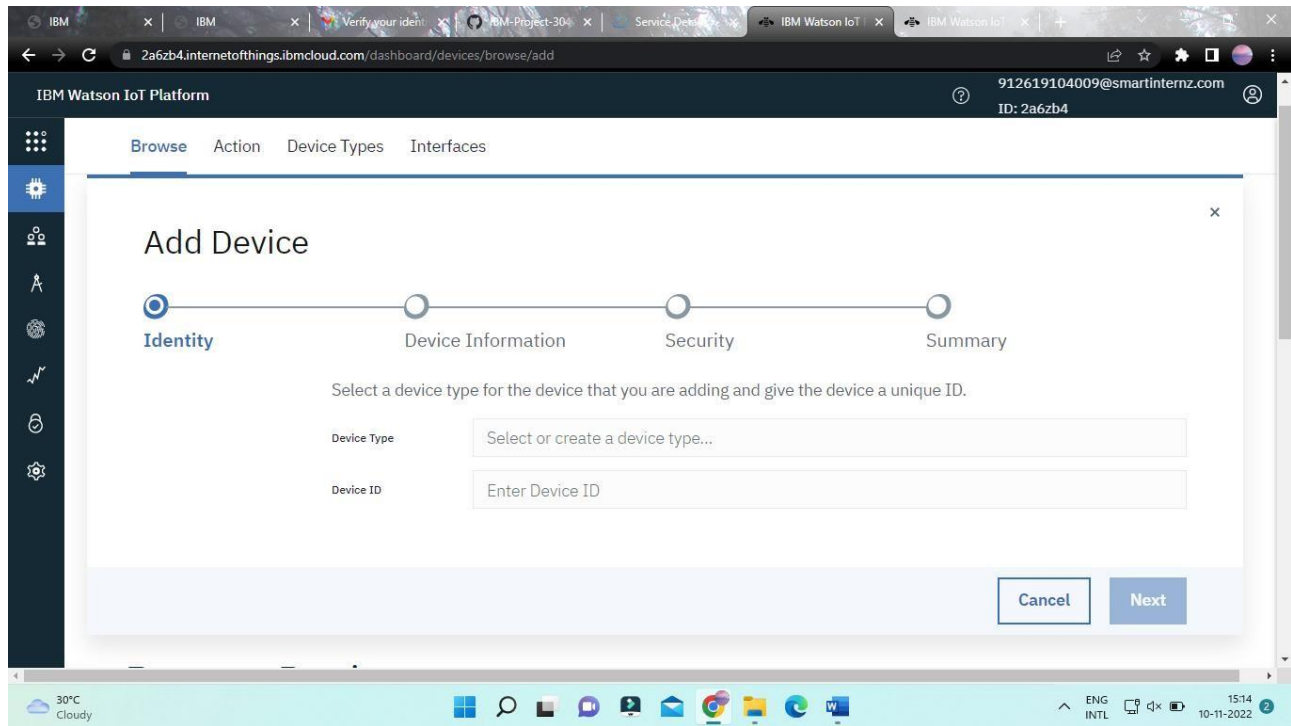 IBM IBM Verify your ident IBM-Project-304 Service Deta IBM Watson IoT IBM Watson IoT
2a6zb4.internetofthings.ibmcloud.com/dashboard/devices/browse/add
IBM Watson IoT Platform
912619104009@smartinternz.com
ID: 2a6zb4
Browse Action Device Types Interfaces
Add Device
Identity Device Information Security Summary
Select a device type for the device that you are adding and give the device a unique ID.
Device Type Select or create a device type...
Device ID Enter Device ID
Cancel Next
30°C
Cloudy
ENG
INTL
15:14
10-11-2022
2